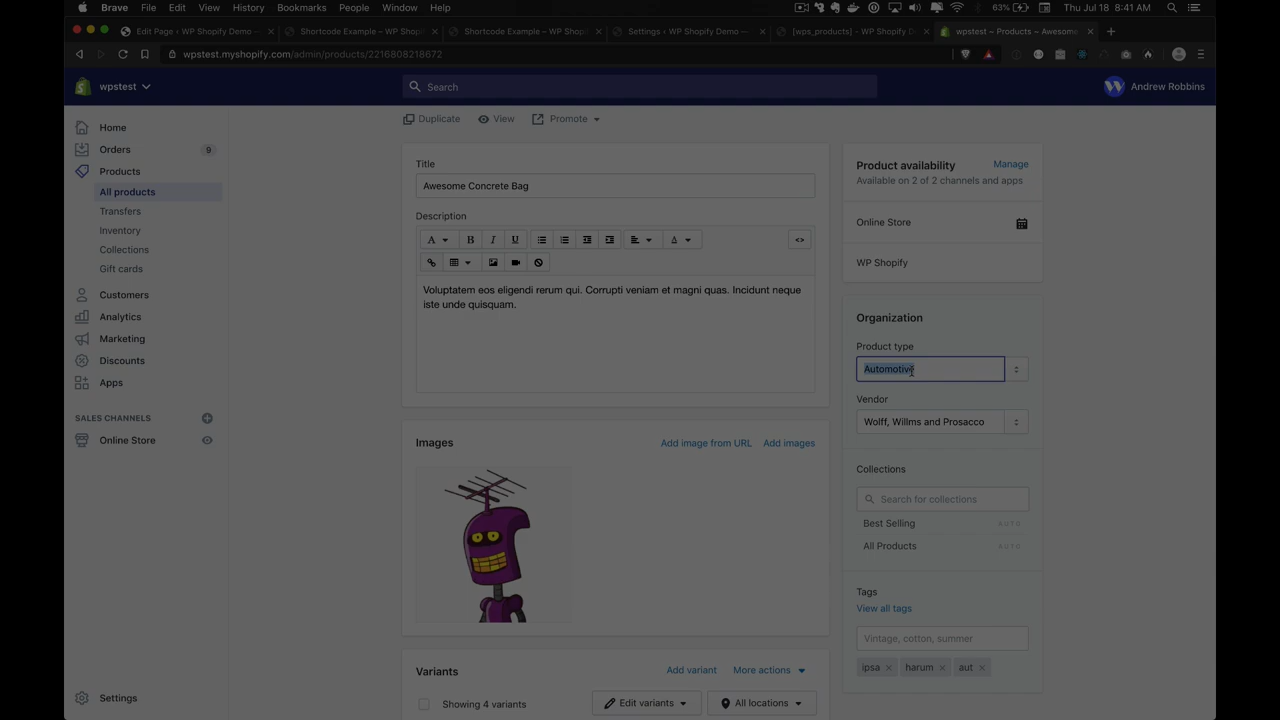 Brave File Edit View History Bookmarks People Window Help 63% Thu Jul 18 8:41 AM
Edit Page ‹ WP Shopify Demo — Shortcode Example – WP Shop Shortcode Example – WP Shop Settings ‹ WP Shopify Demo — [wps_products] - WP Shopify D wpstest ~ Products ~ Awesome
wpstest.myshopify.com/admin/products/2216808218672
wpstest
Search
Andrew Robbins
Home
Orders 9
Products
All products
Transfers
Inventory
Collections
Gift cards
Customers
Analytics
Marketing
Discounts
Apps
SALES CHANNELS
Online Store
Settings
Duplicate View Promote
Title
Awesome Concrete Bag
Description
A B I U A <>
Voluptatem eos eligendi rerum qui. Corrupti veniam et magni quas. Incidunt neque
iste unde quisquam.
Images Add image from URL Add images
Variants Add variant More actions
Showing 4 variants Edit variants All locations
Product availability Manage
Available on 2 of 2 channels and apps
Online Store
WP Shopify
Organization
Product type
Automotive
Vendor
Wolff, Willms and Prosacco
Collections
Search for collections
Best Selling AUTO
All Products AUTO
Tags
View all tags
Vintage, cotton, summer
ipsa × harum × aut ×